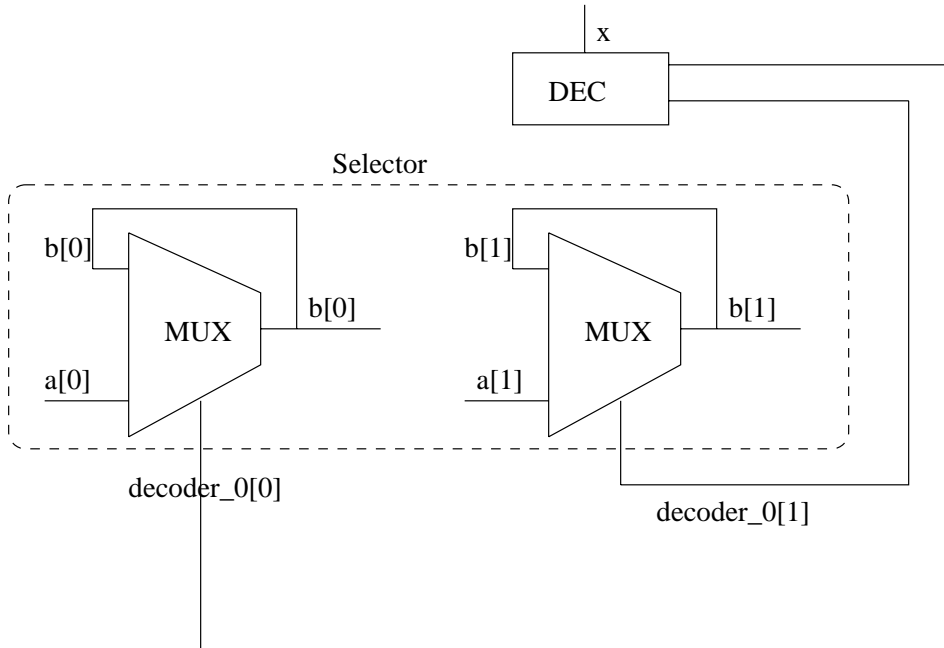 x
DEC
Selector
b[0]
b[1]
b[0]
b[1]
MUX
MUX
a[0]
a[1]
decoder_0[0]
decoder_0[1]